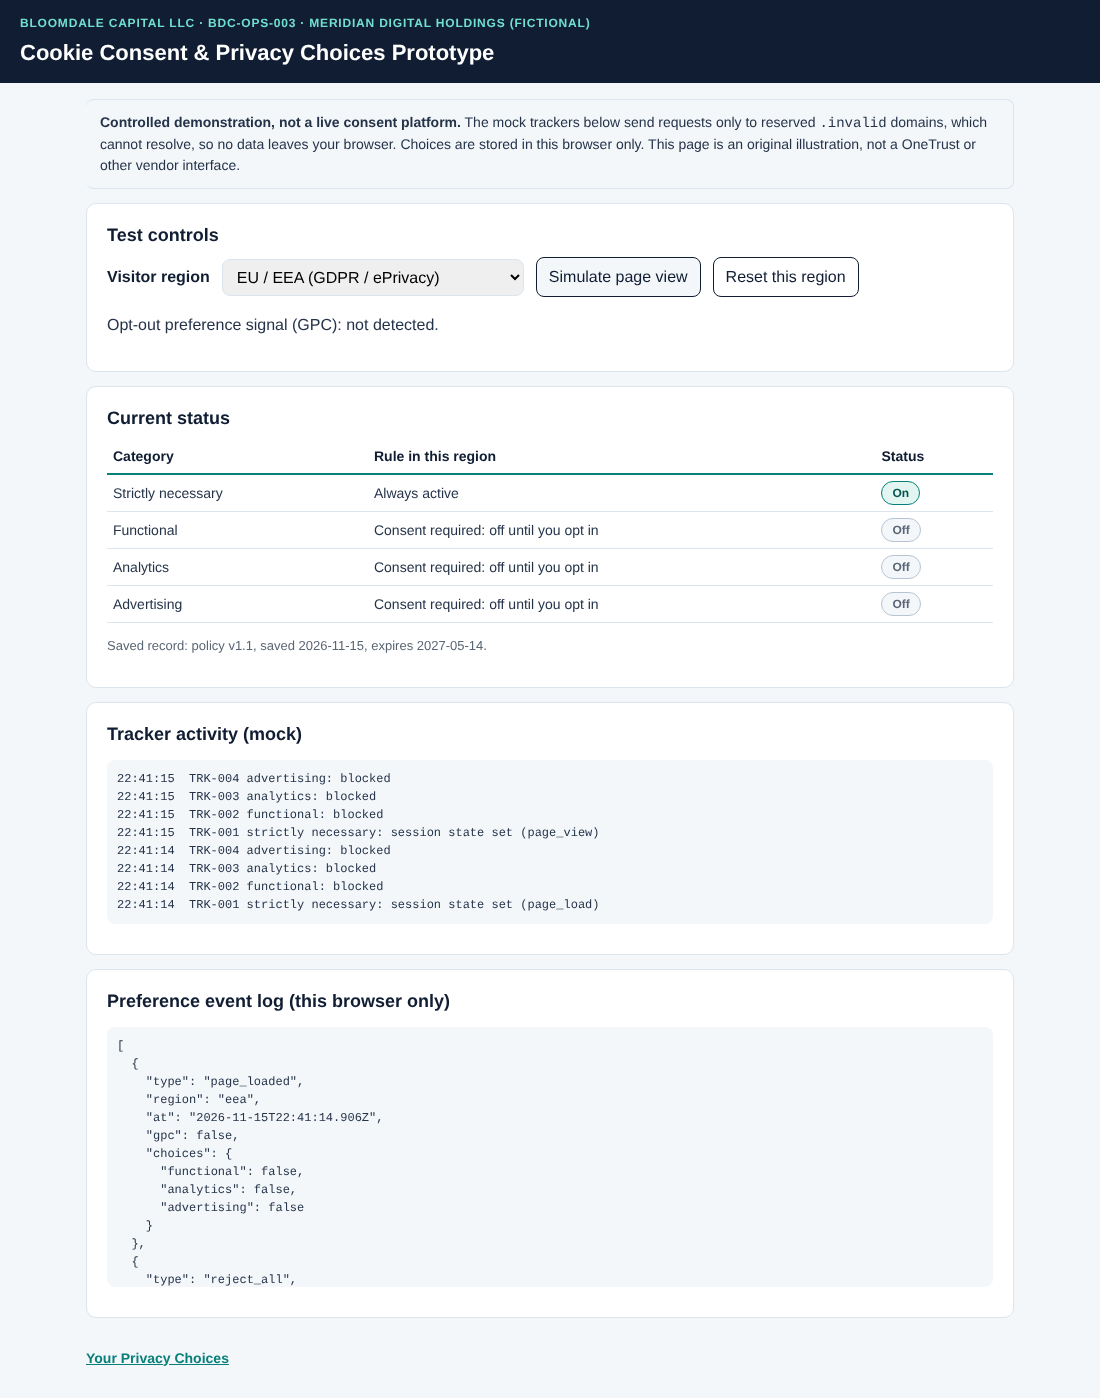 BLOOMDALE CAPITAL LLC · BDC-OPS-003 · MERIDIAN DIGITAL HOLDINGS (FICTIONAL)
Cookie Consent & Privacy Choices Prototype
Controlled demonstration, not a live consent platform. The mock trackers below send requests only to reserved .invalid domains, which
cannot resolve, so no data leaves your browser. Choices are stored in this browser only. This page is an original illustration, not a OneTrust or
other vendor interface.
Test controls
Visitor region EU / EEA (GDPR / ePrivacy) Simulate page view Reset this region
Opt-out preference signal (GPC): not detected.
Current status
Category Rule in this region Status
Strictly necessary Always active On
Functional Consent required: off until you opt in Off
Analytics Consent required: off until you opt in Off
Advertising Consent required: off until you opt in Off
Saved record: policy v1.1, saved 2026-11-15, expires 2027-05-14.
Tracker activity (mock)
22:41:15  TRK-004 advertising: blocked
22:41:15  TRK-003 analytics: blocked
22:41:15  TRK-002 functional: blocked
22:41:15  TRK-001 strictly necessary: session state set (page_view)
22:41:14  TRK-004 advertising: blocked
22:41:14  TRK-003 analytics: blocked
22:41:14  TRK-002 functional: blocked
22:41:14  TRK-001 strictly necessary: session state set (page_load)
Preference event log (this browser only)
[
  {
    "type": "page_loaded",
    "region": "eea",
    "at": "2026-11-15T22:41:14.906Z",
    "gpc": false,
    "choices": {
      "functional": false,
      "analytics": false,
      "advertising": false
    }
  },
  {
    "type": "reject_all",
Your Privacy Choices